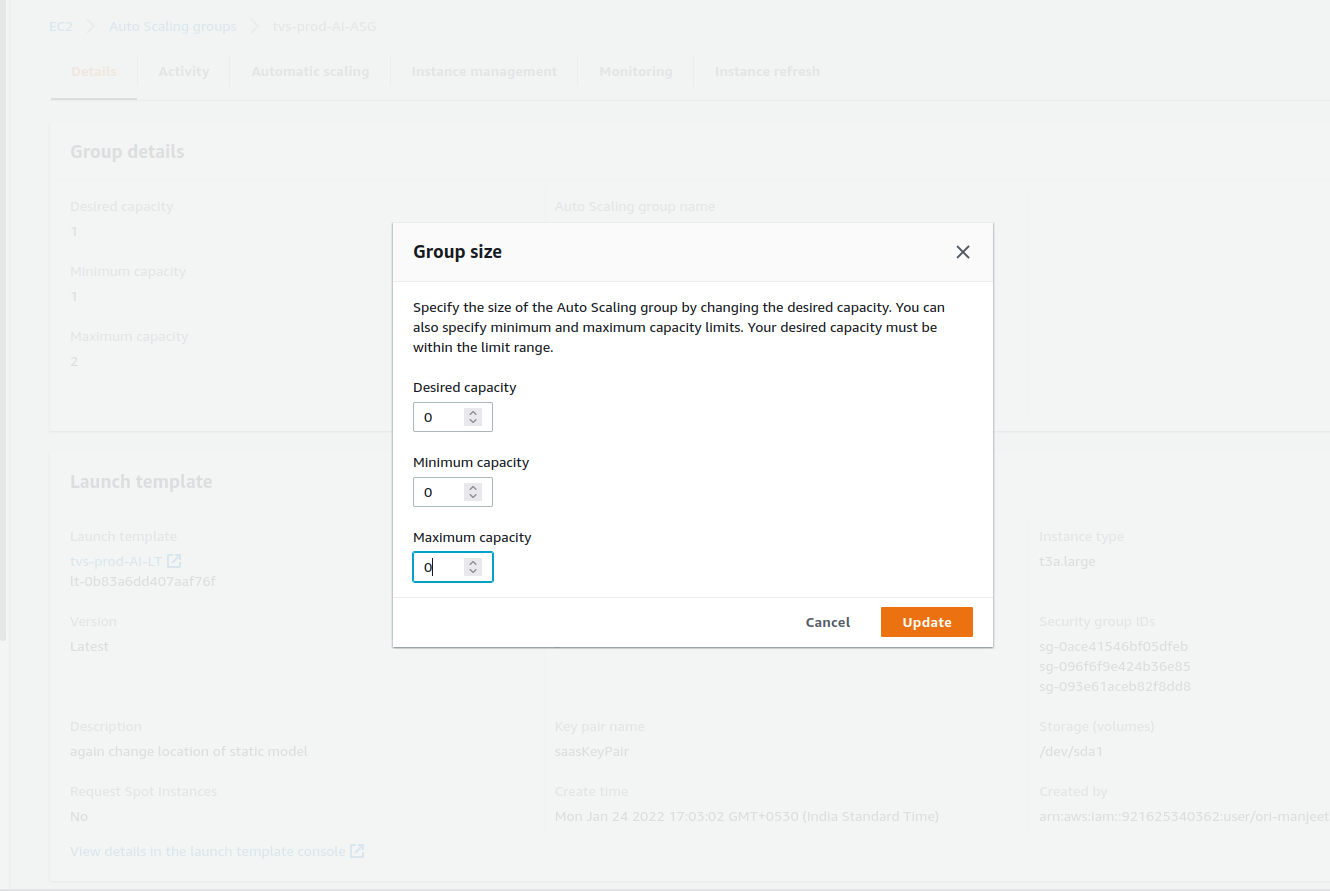 EC2 > Auto Scaling groups > tvs-prod-AI-ASG
Details Activity Automatic scaling Instance management Monitoring Instance refresh
Group details
Desired capacity
1
Minimum capacity
1
Maximum capacity
2
Auto Scaling group name
Group size
Specify the size of the Auto Scaling group by changing the desired capacity. You can
also specify minimum and maximum capacity limits. Your desired capacity must be
within the limit range.
Desired capacity
0
Minimum capacity
0
Maximum capacity
0
Cancel Update
Launch template
Launch template
tvs-prod-AI-LT
lt-0b83a6dd407aaf76f
Instance type
t3a.large
Version
Latest
Security group IDs
sg-0ace41546bf05dfeb
sg-096f6f9e424b36e85
sg-093e61aceb82f8dd8
Description
again change location of static model
Key pair name
saasKeyPair
Storage (volumes)
/dev/sda1
Request Spot Instances
No
Create time
Mon Jan 24 2022 17:03:02 GMT+0530 (India Standard Time)
Created by
arn:aws:iam::921625340362:user/ori-manjeet
View details in the launch template console